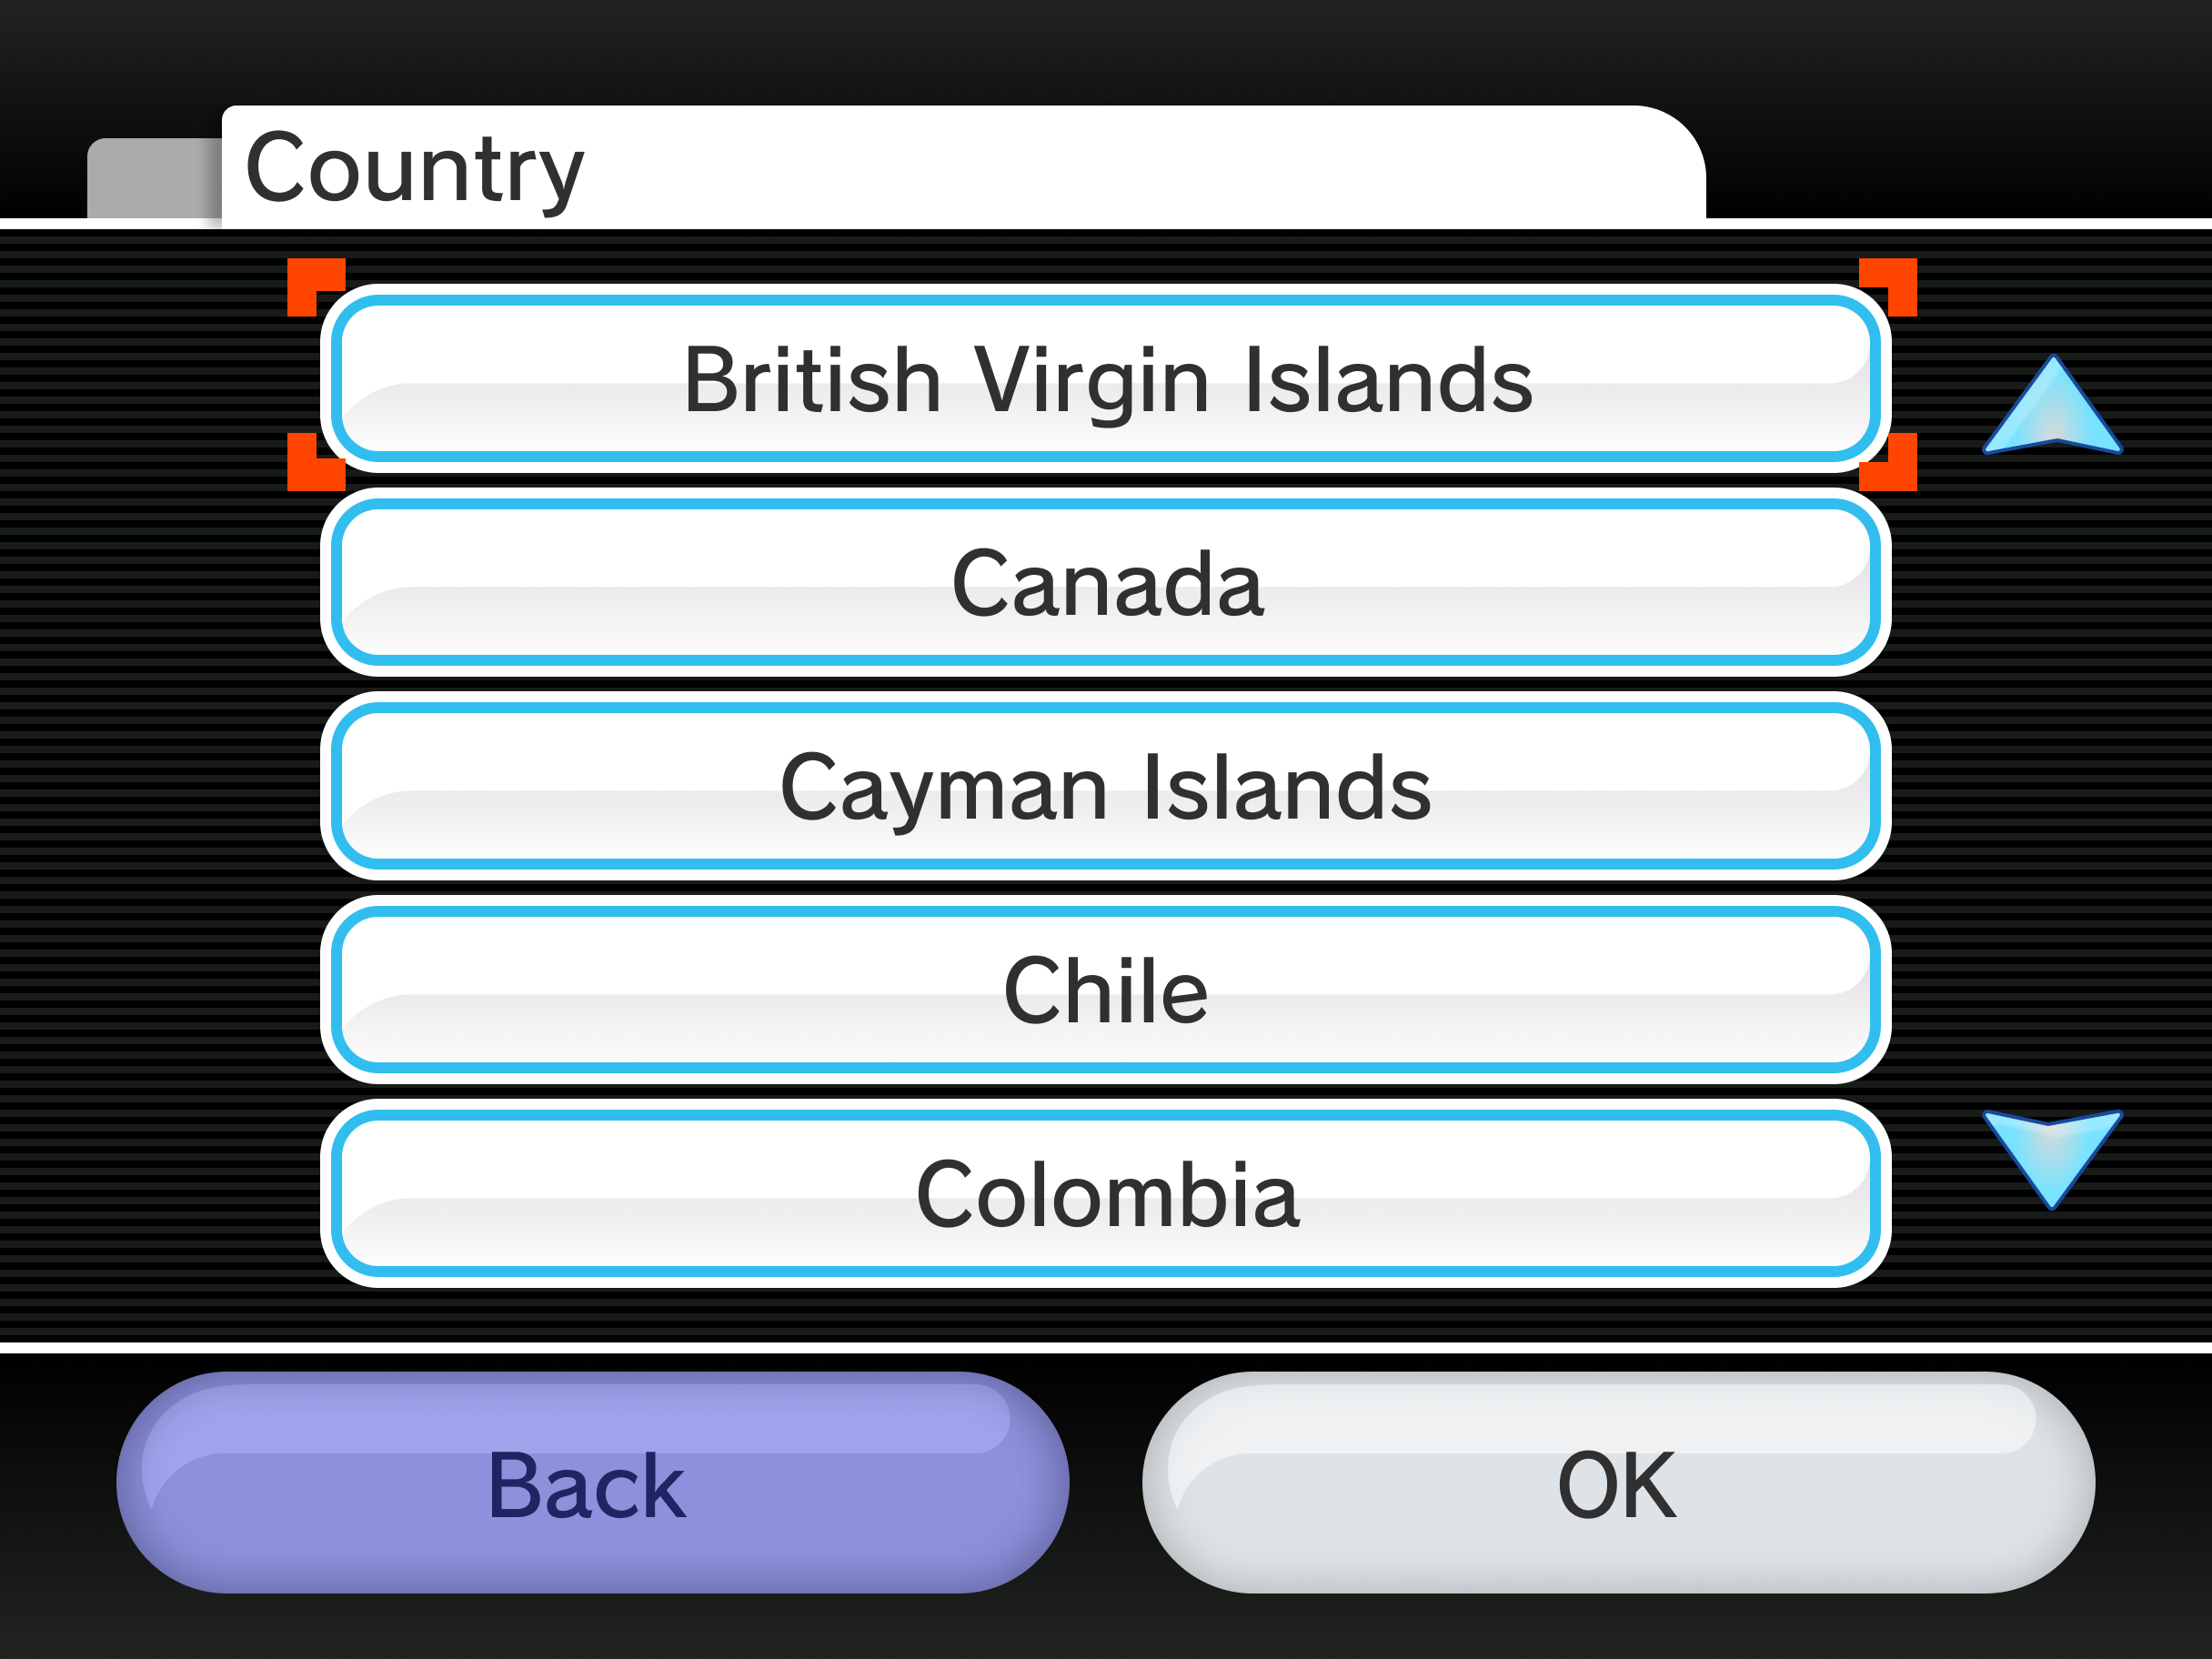 Country
British Virgin Islands
Canada
Cayman Islands
Chile
Colombia
Back
OK